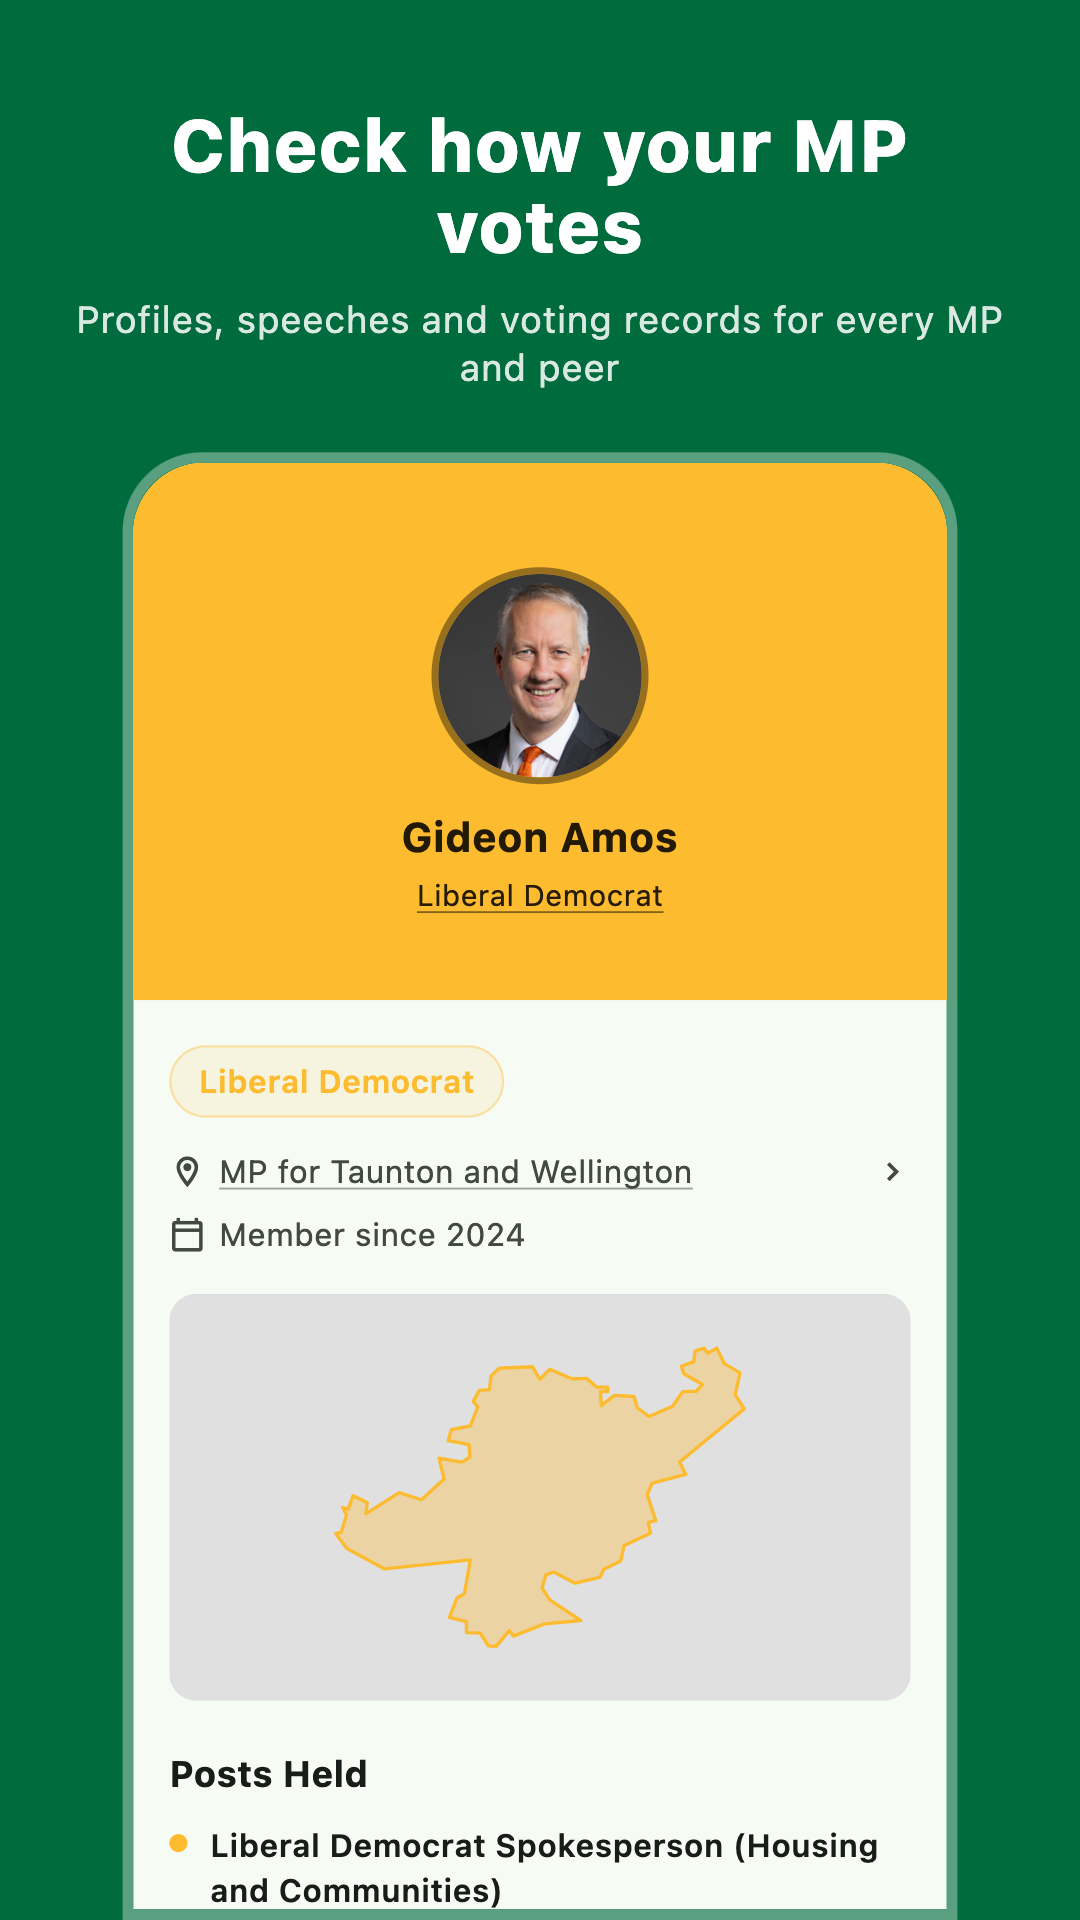 Check how your MP
votes
Profiles, speeches and voting records for every MP
and peer
Gideon Amos
Liberal Democrat
Liberal Democrat
MP for Taunton and Wellington
Member since 2024
Posts Held
Liberal Democrat Spokesperson (Housing
and Communities)